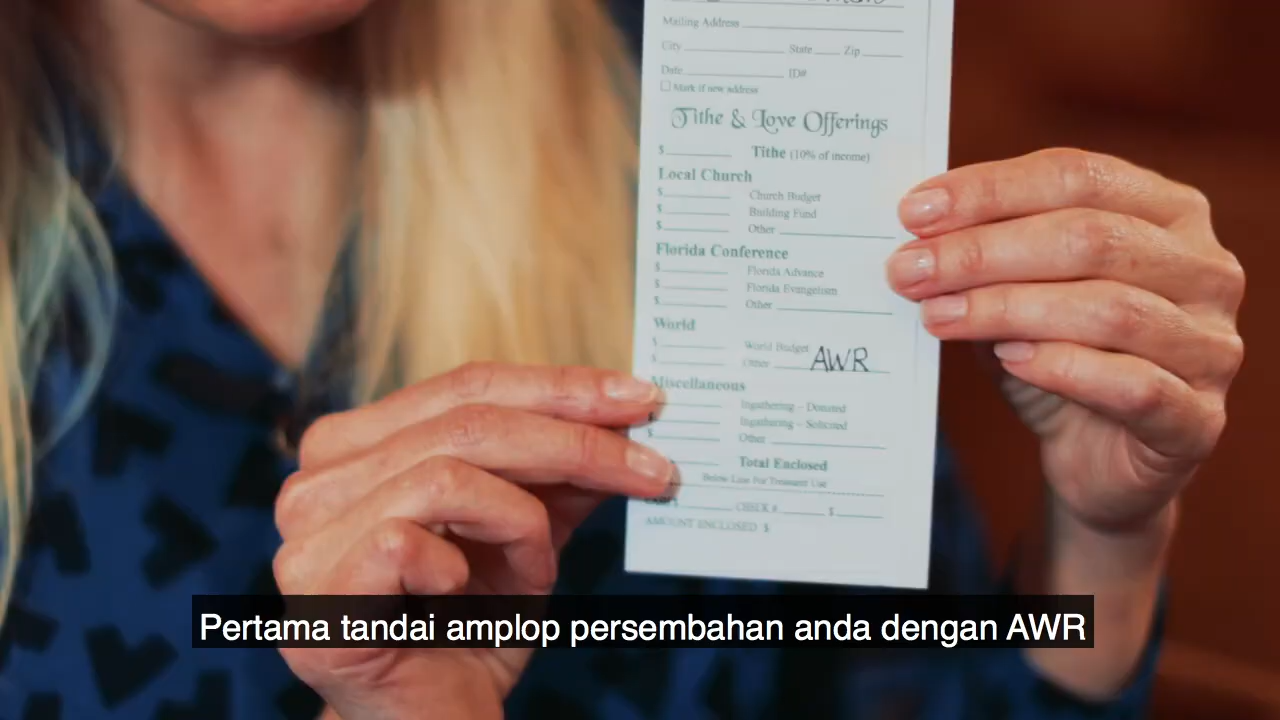 Mailing Address
City State Zip
Date ID#
Mark if new address
Tithe & Love Offerings
$ Tithe (10% of income)
Local Church
$ Church Budget
$ Building Fund
$ Other
Florida Conference
$ Florida Advance
$ Florida Evangelism
$ Other
World
$ World Budget
$ Other AWR
Miscellaneous
Ingathering – Donated
$ Ingathering – Solicited
$ Other
Total Enclosed
Below Line For Treasurer Use
CHECK # $
AMOUNT ENCLOSED $
Pertama tandai amplop persembahan anda dengan AWR